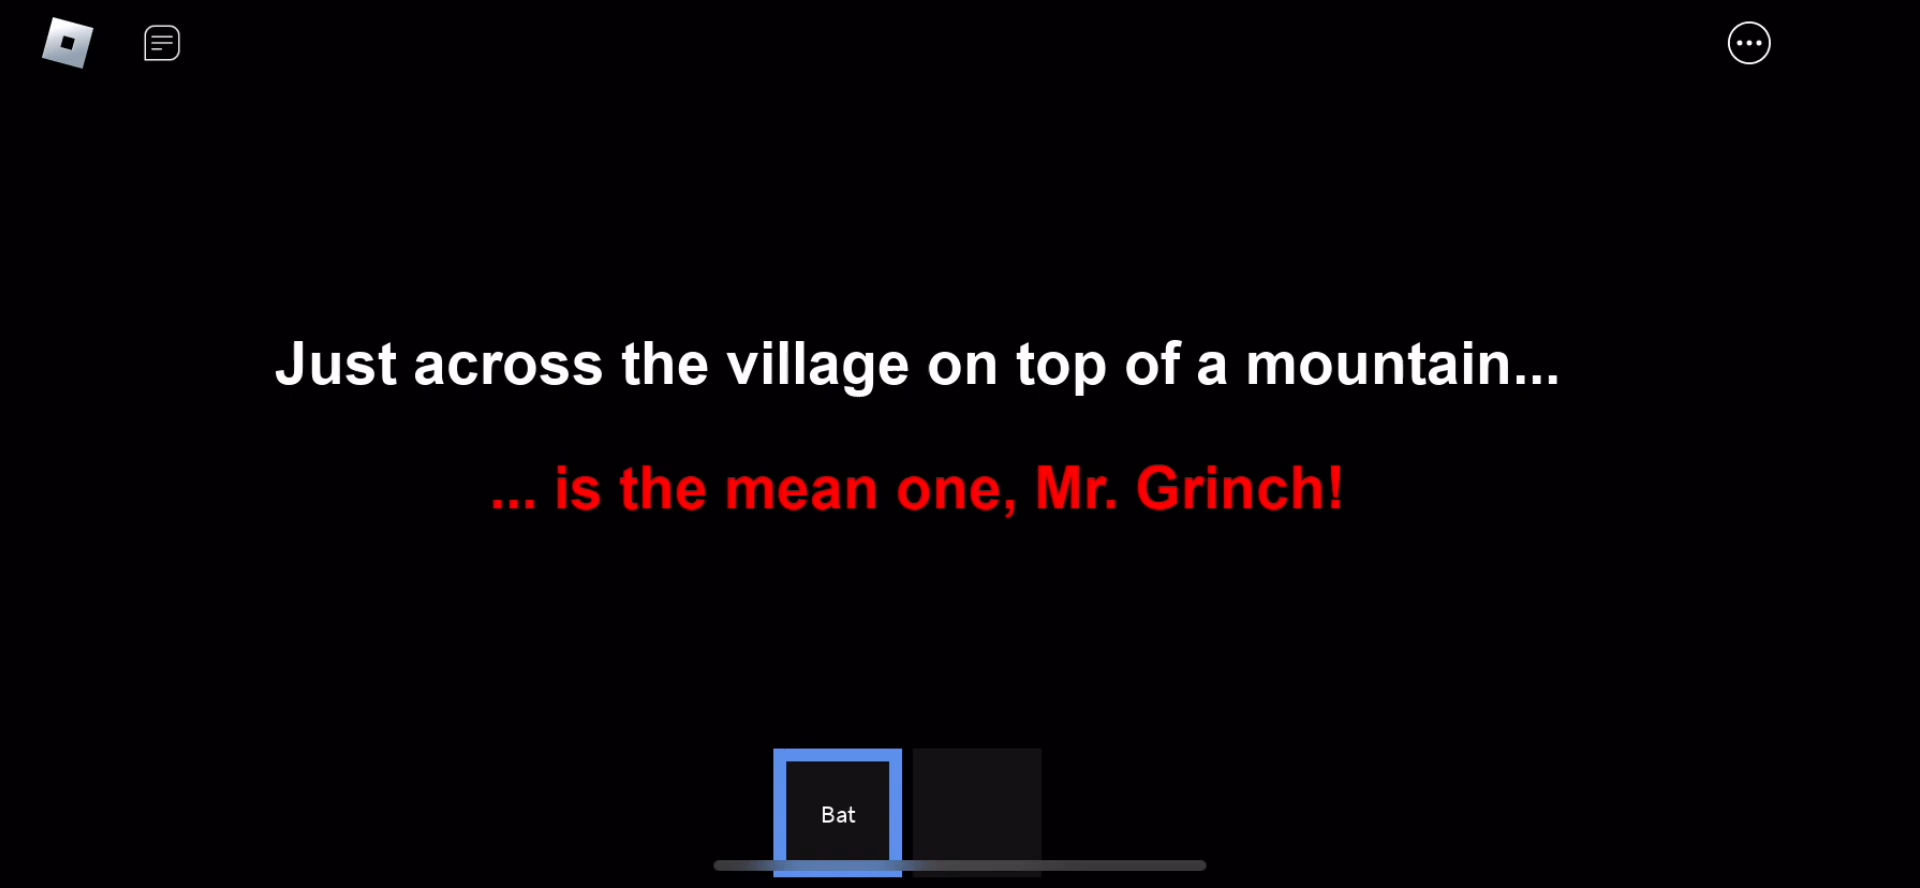 Just across the village on top of a mountain...
... is the mean one, Mr. Grinch!
Bat